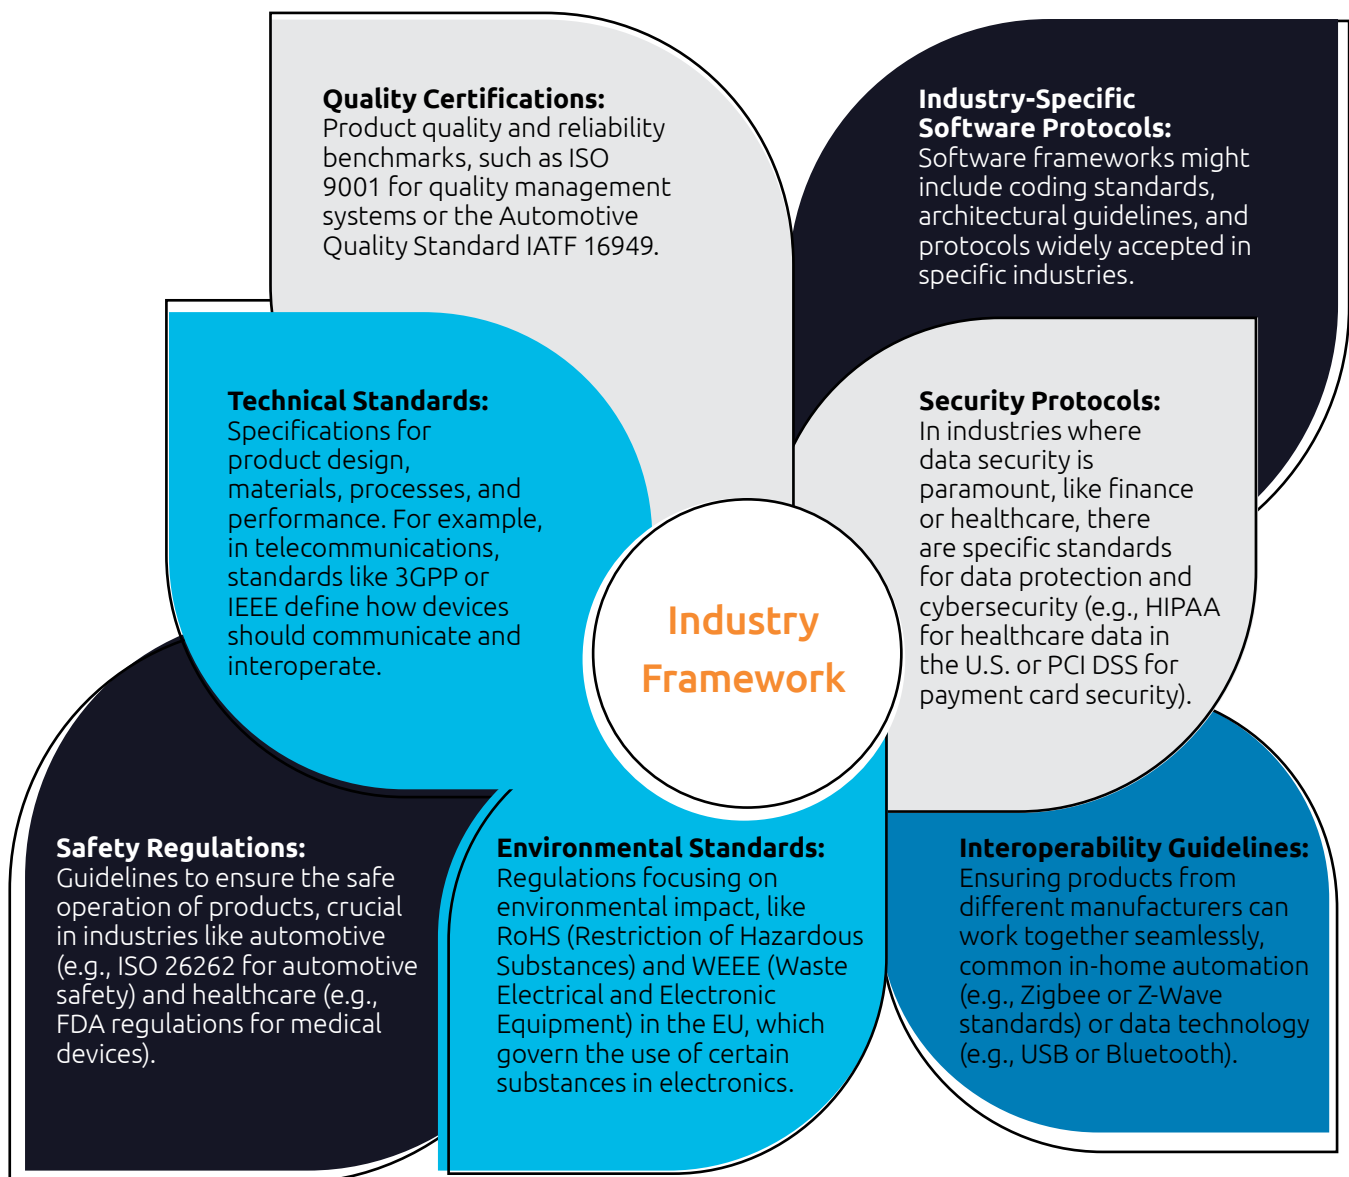 Quality Certifications:
Product quality and reliability
benchmarks, such as ISO
9001 for quality management
systems or the Automotive
Quality Standard IATF 16949.
Industry-Specific
Software Protocols:
Software frameworks might
include coding standards,
architectural guidelines, and
protocols widely accepted in
specific industries.
Technical Standards:
Specifications for
product design,
materials, processes, and
performance. For example,
in telecommunications,
standards like 3GPP or
IEEE define how devices
should communicate and
interoperate.
Security Protocols:
In industries where
data security is
paramount, like finance
or healthcare, there
are specific standards
for data protection and
cybersecurity (e.g., HIPAA
for healthcare data in
the U.S. or PCI DSS for
payment card security).
Industry
Framework
Safety Regulations:
Guidelines to ensure the safe
operation of products, crucial
in industries like automotive
(e.g., ISO 26262 for automotive
safety) and healthcare (e.g.,
FDA regulations for medical
devices).
Environmental Standards:
Regulations focusing on
environmental impact, like
RoHS (Restriction of Hazardous
Substances) and WEEE (Waste
Electrical and Electronic
Equipment) in the EU, which
govern the use of certain
substances in electronics.
Interoperability Guidelines:
Ensuring products from
different manufacturers can
work together seamlessly,
common in-home automation
(e.g., Zigbee or Z-Wave
standards) or data technology
(e.g., USB or Bluetooth).